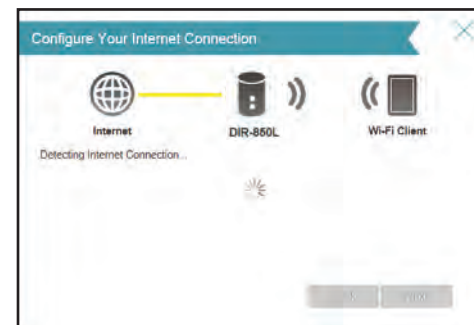 Configure Your Internet Connection
Internet
DIR-850L
Wi-Fi Client
Detecting Internet Connection...